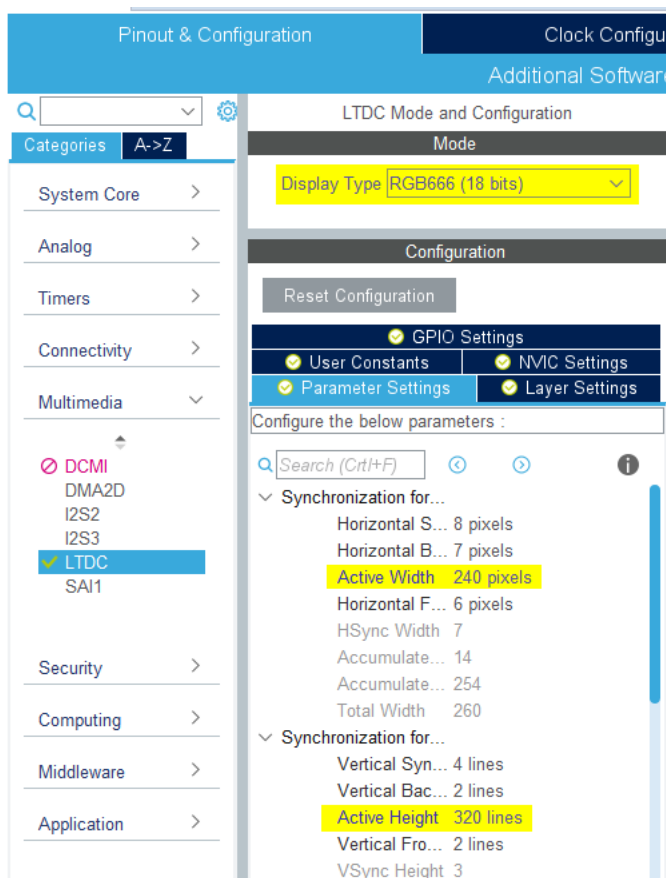 Pinout & Configuration
Clock Configu
Additional Softwar
LTDC Mode and Configuration
Categories A->Z
Mode
Display Type RGB666 (18 bits)
System Core
Analog
Configuration
Timers
Reset Configuration
GPIO Settings
Connectivity
User Constants NVIC Settings
Parameter Settings Layer Settings
Multimedia
Configure the below parameters :
Search (Crtl+F)
DCMI
DMA2D
I2S2
I2S3
LTDC
SAI1
Security
Computing
Middleware
Application
Synchronization for...
Horizontal S... 8 pixels
Horizontal B... 7 pixels
Active Width 240 pixels
Horizontal F... 6 pixels
HSync Width 7
Accumulate... 14
Accumulate... 254
Total Width 260
Synchronization for...
Vertical Syn... 4 lines
Vertical Bac... 2 lines
Active Height 320 lines
Vertical Fro... 2 lines
VSync Height 3